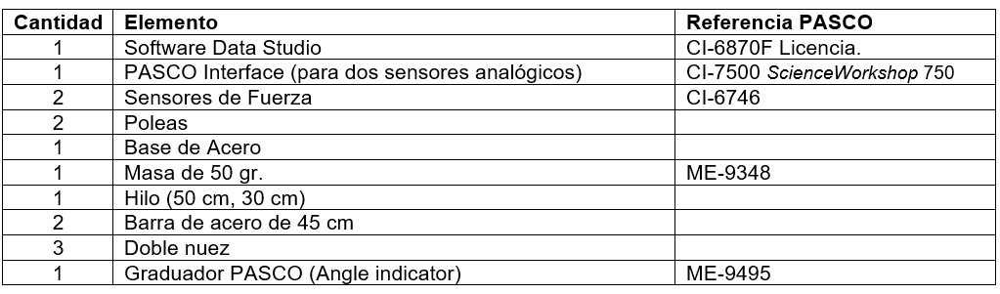 Cantidad Elemento Referencia PASCO
1 Software Data Studio CI-6870F Licencia.
1 PASCO Interface (para dos sensores analógicos) CI-7500 ScienceWorkshop 750
2 Sensores de Fuerza CI-6746
2 Poleas
1 Base de Acero
1 Masa de 50 gr. ME-9348
1 Hilo (50 cm, 30 cm)
2 Barra de acero de 45 cm
3 Doble nuez
1 Graduador PASCO (Angle indicator) ME-9495